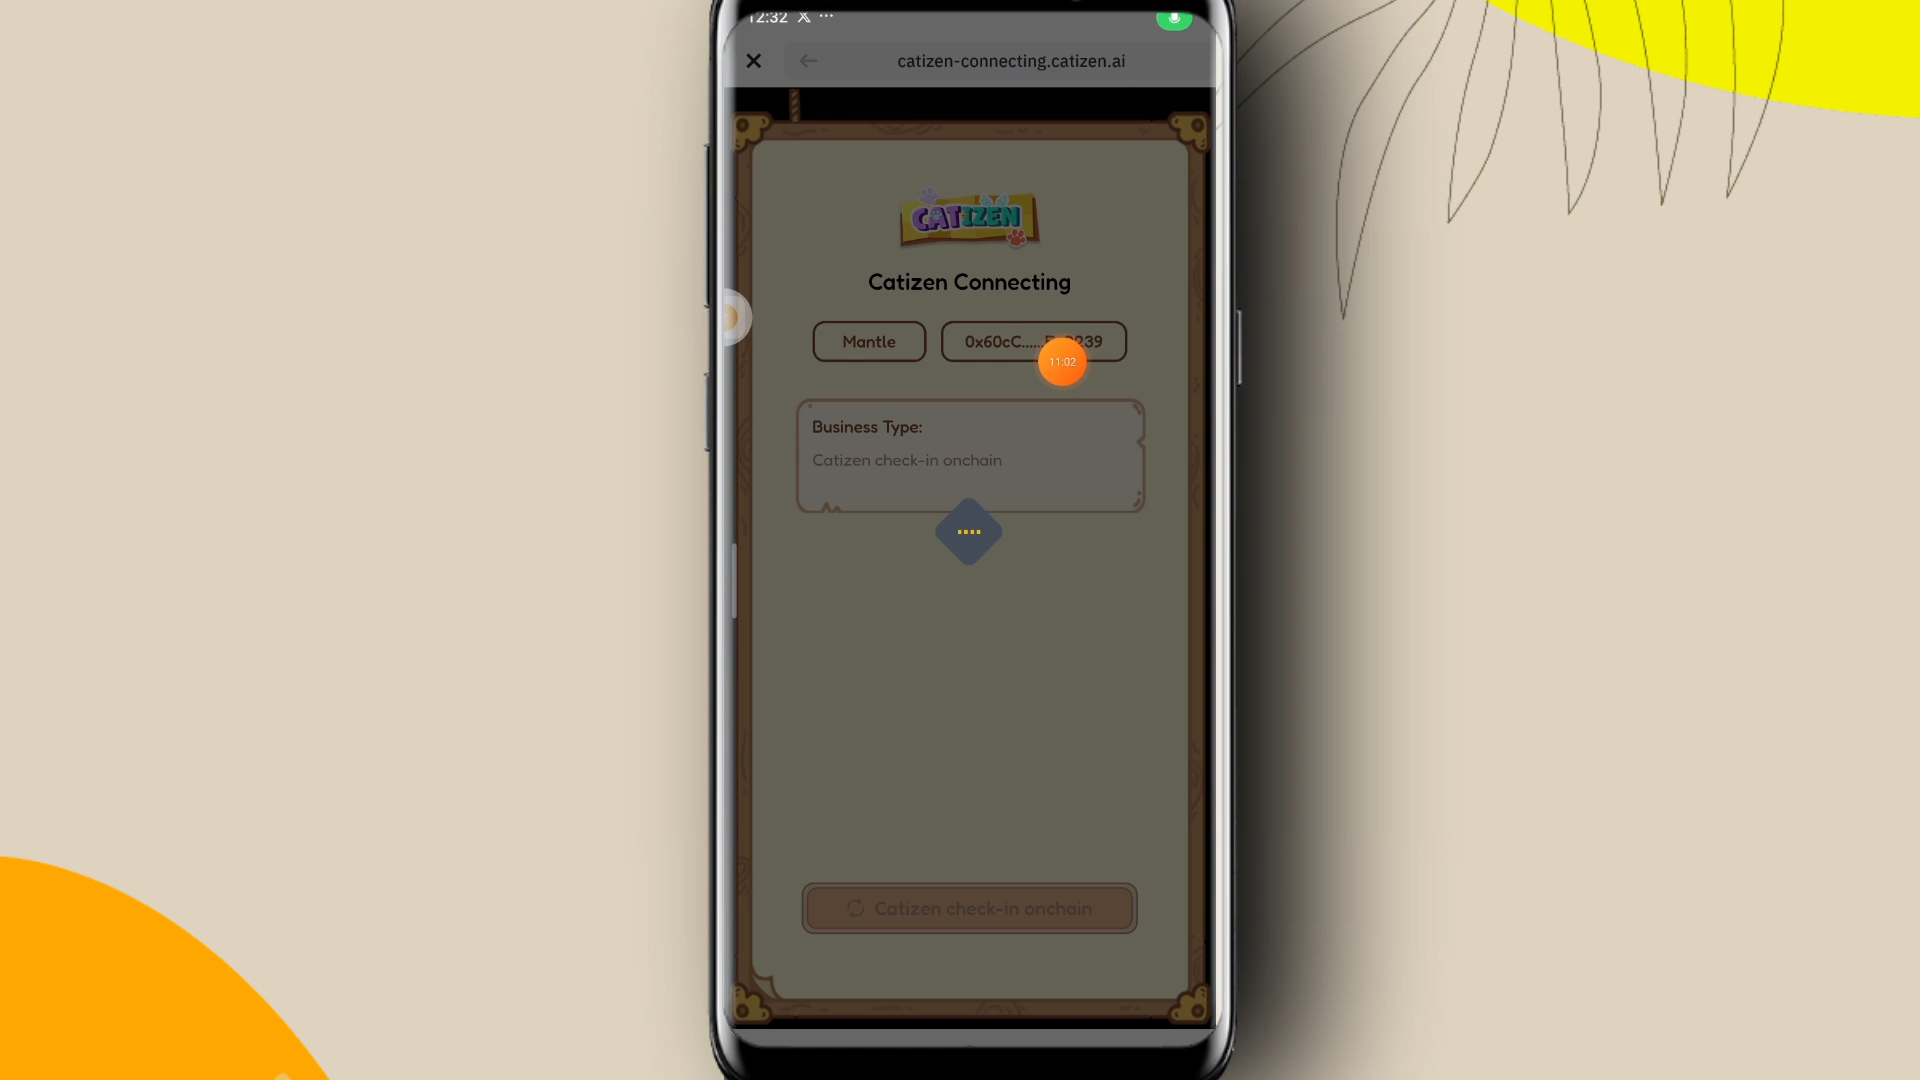 12:32 X ...
catizen-connecting.catizen.ai
CATIZEN
Catizen Connecting
Mantle
0x60cC......239
11:02
Business Type:
Catizen check-in onchain
Catizen check-in onchain